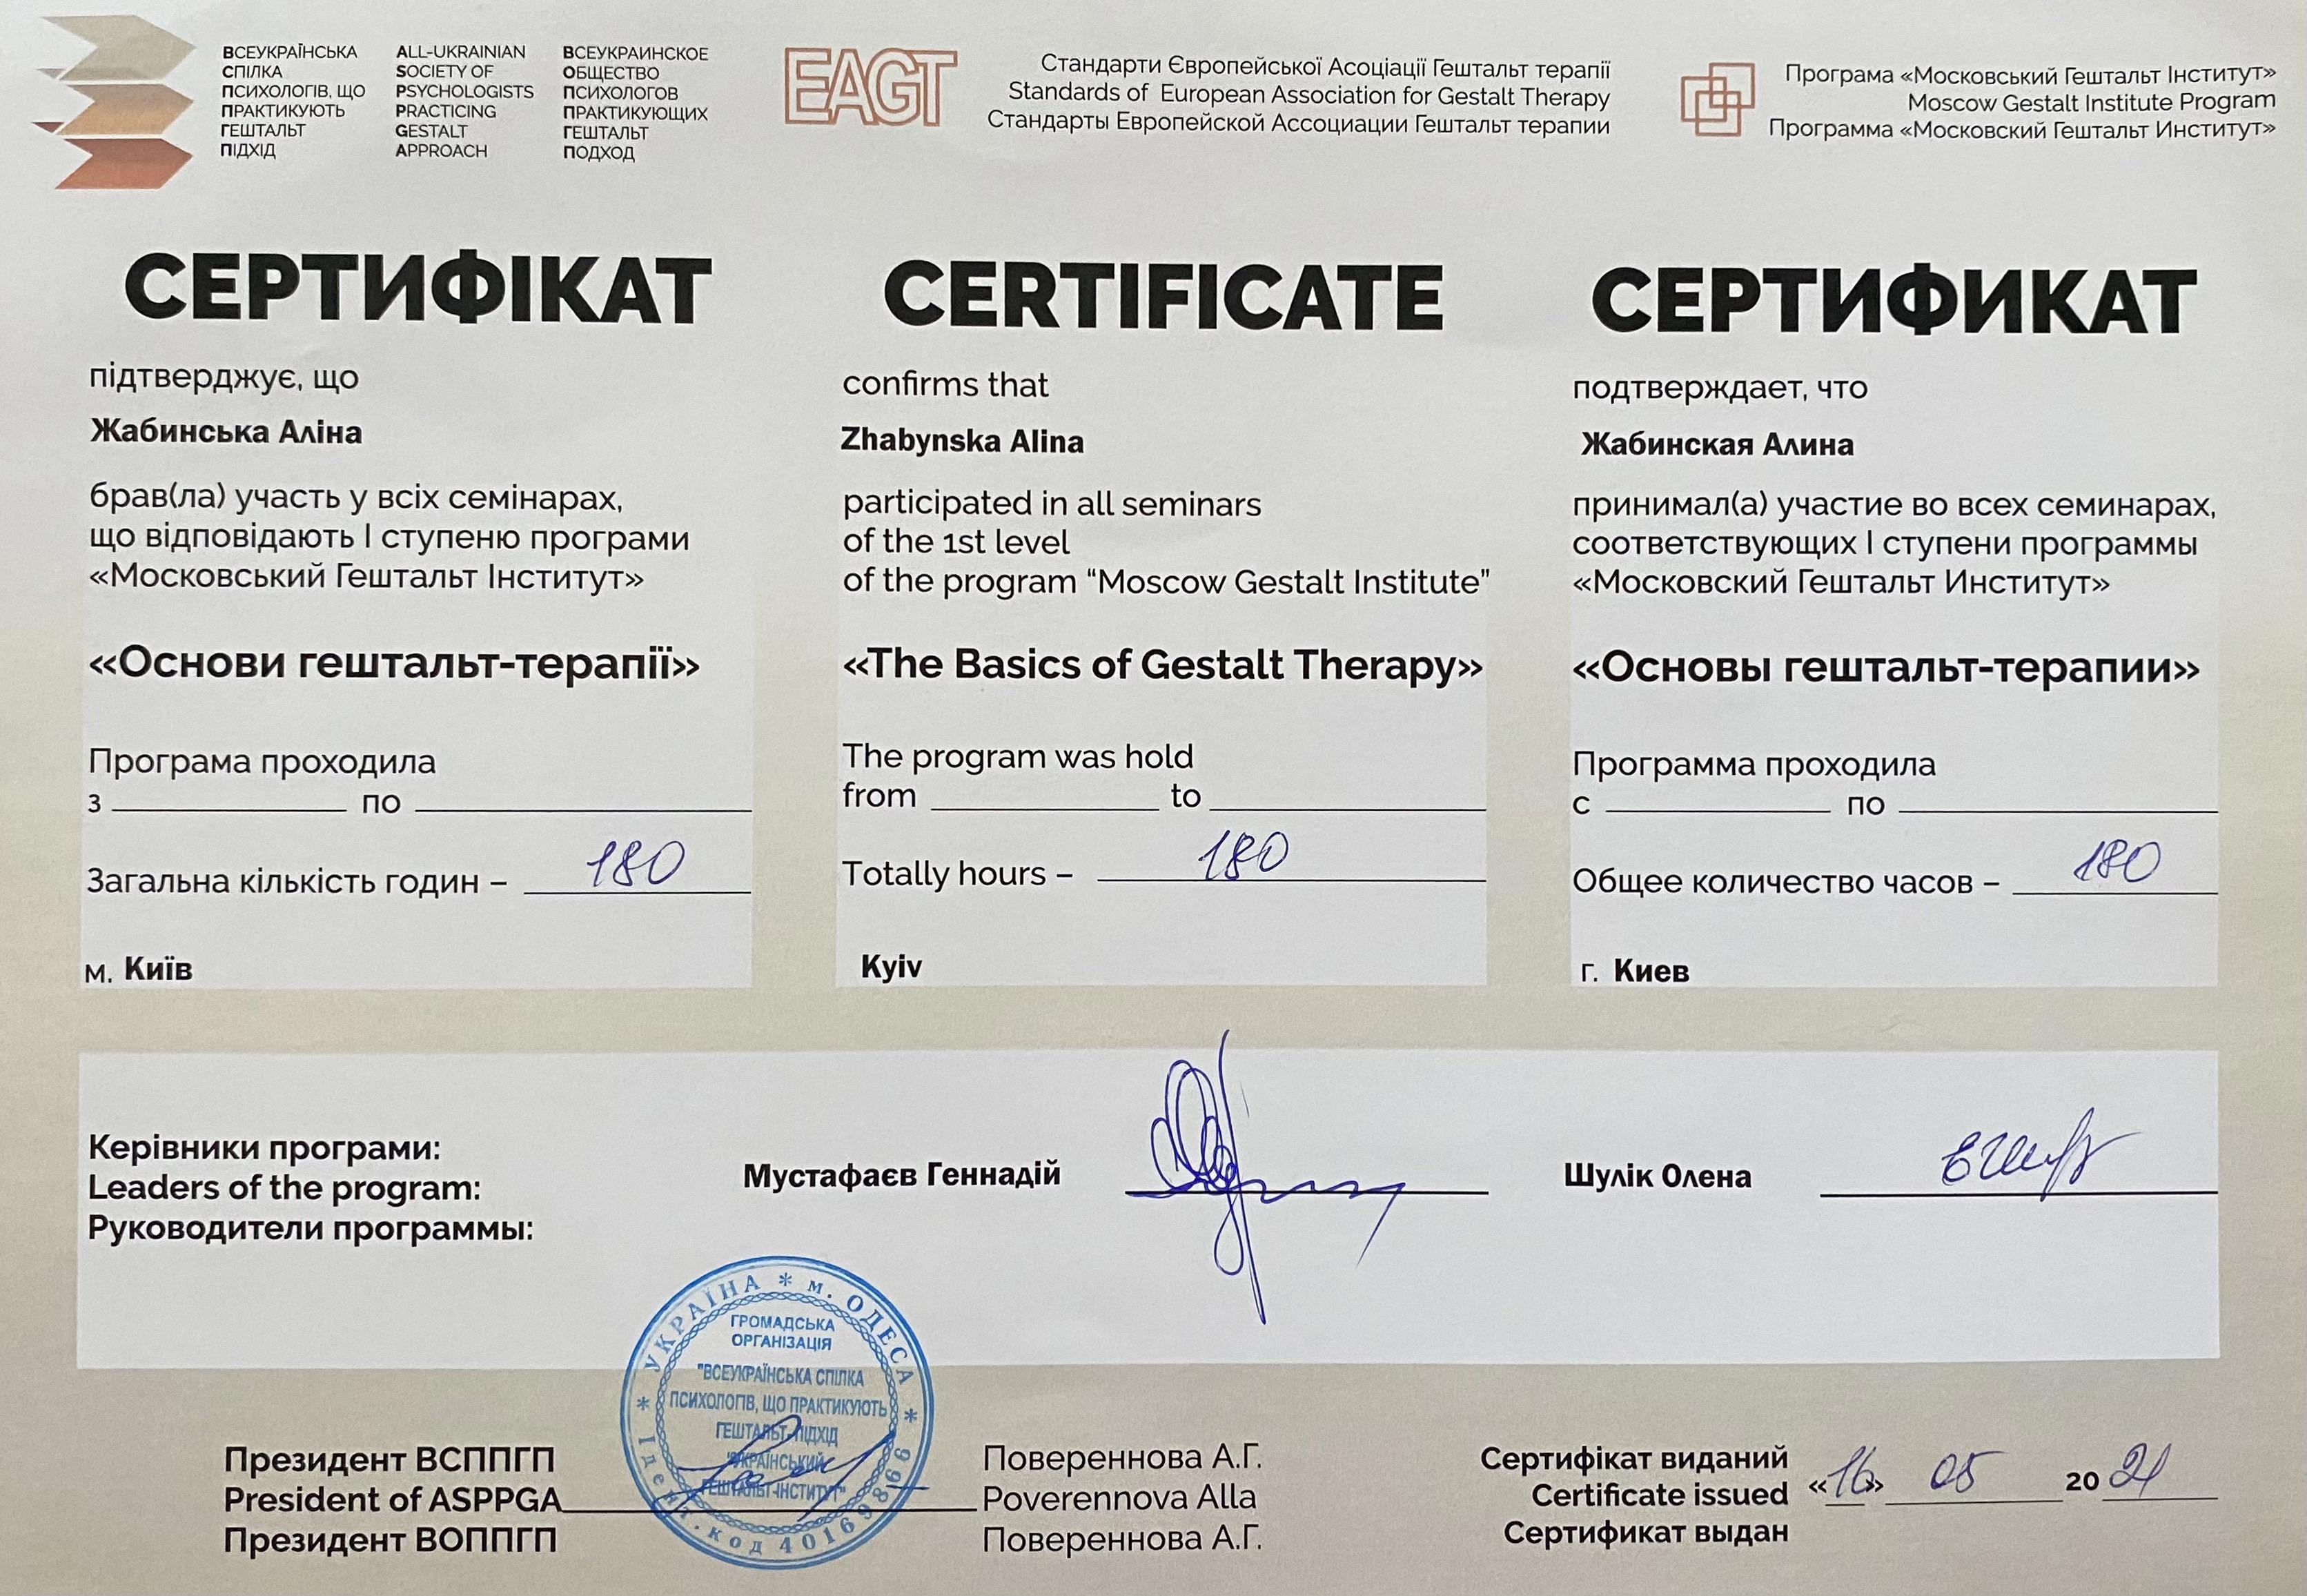 ВСЕУКРАЇНСЬКА
СПІЛКА
ПСИХОЛОГІВ, ЩО
ПРАКТИКУЮТЬ
ГЕШТАЛЬТ
ПІДХІД
ALL-UKRAINIAN
SOCIETY OF
PSYCHOLOGISTS
PRACTICING
GESTALT
APPROACH
ВСЕУКРАИНСКОЕ
ОБЩЕСТВО
ПСИХОЛОГОВ
ПРАКТИКУЮЩИХ
ГЕШТАЛЬТ
ПОДХОД
EAGT
Стандарти Європейської Асоціації Гештальт терапії
Standards of European Association for Gestalt Therapy
Стандарты Европейской Ассоциации Гештальт терапии
Програма «Московський Гештальт Інститут»
Moscow Gestalt Institute Program
Программа «Московский Гештальт Институт»
СЕРТИФІКАТ
підтверджує, що
Жабинська Аліна
брав(ла) участь у всіх семінарах,
що відповідають I ступеню програми
«Московський Гештальт Інститут»
«Основи гештальт-терапії»
Програма проходила
з по
Загальна кількість годин – 180
м. Київ
CERTIFICATE
confirms that
Zhabynska Alina
participated in all seminars
of the 1st level
of the program “Moscow Gestalt Institute”
«The Basics of Gestalt Therapy»
The program was hold
from to
Totally hours – 180
Kyiv
СЕРТИФИКАТ
подтверждает, что
Жабинская Алина
принимал(а) участие во всех семинарах,
соответствующих I ступени программы
«Московский Гештальт Институт»
«Основы гештальт-терапии»
Программа проходила
с по
Общее количество часов – 180
г. Киев
Керівники програми:
Leaders of the program:
Руководители программы:
Мустафаєв Геннадій
Шулік Олена
УКРАЇНА * м. ОДЕСА * Ідент. код 40169866 *
ГРОМАДСЬКА
ОРГАНІЗАЦІЯ
"ВСЕУКРАЇНСЬКА СПІЛКА
ПСИХОЛОГІВ, ЩО ПРАКТИКУЮТЬ
ГЕШТАЛЬТ-ПІДХІД
"УКРАЇНСЬКИЙ
ГЕШТАЛЬТ-ІНСТИТУТ"
Президент ВСППГП
President of ASPPGA
Президент ВОППГП
Повереннова А.Г.
Poverennova Alla
Повереннова А.Г.
Сертифікат виданий
Certificate issued
Сертификат выдан
«16» 05 2021